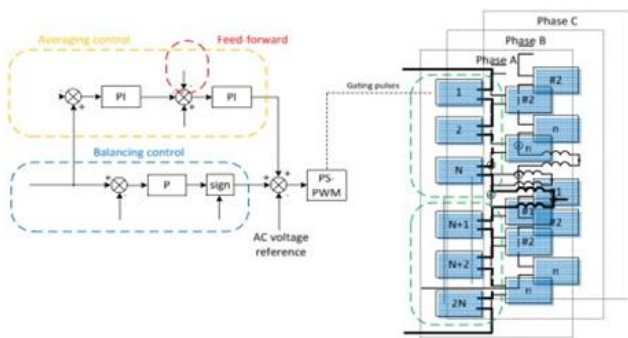 Averaging control
Feed-forward
PI
PI
Balancing control
P
sign
PS-
PWM
AC voltage
reference
Gating pulses
Phase C
Phase B
Phase A
1
2
N
N+1
N+2
2N
#2
#2
n
n
#1
#1
#2
#2
n
n